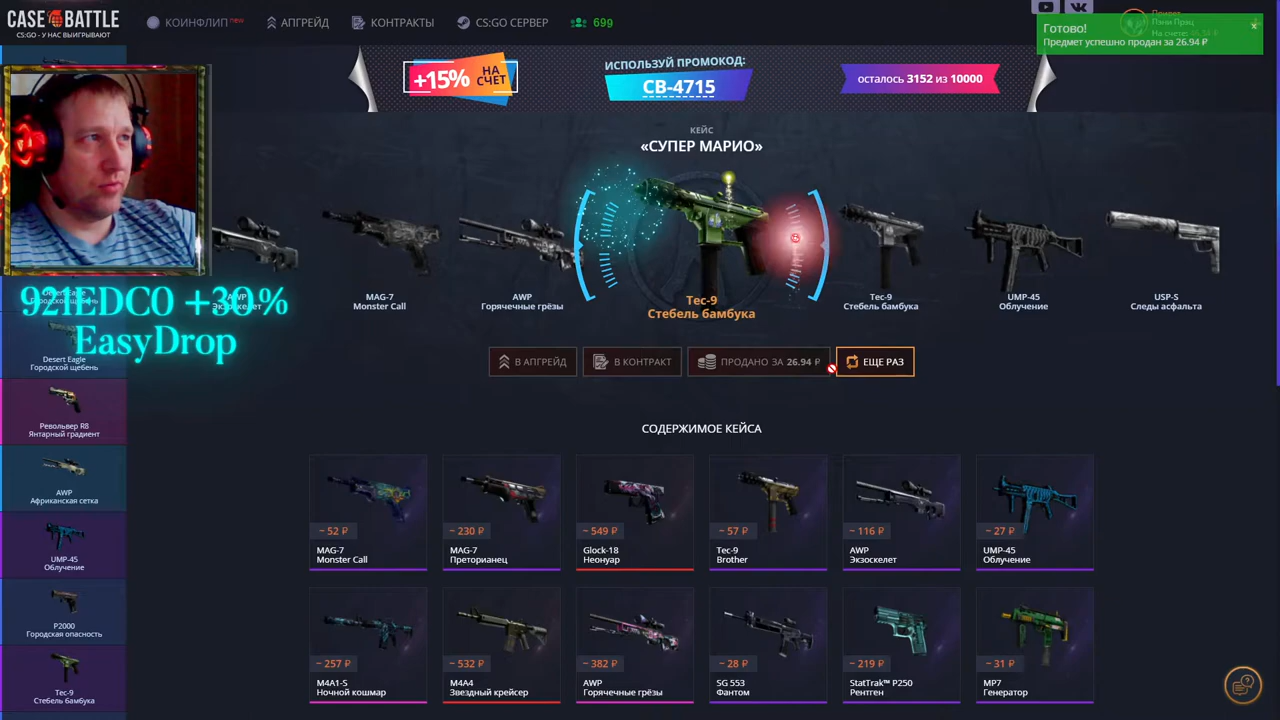 CASE BATTLE
CS:GO - У НАС ВЫИГРЫВАЮТ
КОИНФЛИП new
АПГРЕЙД
КОНТРАКТЫ
CS:GO СЕРВЕР
699
Готово!
Предмет успешно продан за 26.94 ₽
+15% НА СЧЕТ
ИСПОЛЬЗУЙ ПРОМОКОД:
CB-4715
осталось 3152 из 10000
КЕЙС
«СУПЕР МАРИО»
921EDC0 +30%
EasyDrop
AWP
Экзоскелет
MAG-7
Monster Call
AWP
Горячечные грёзы
Tec-9
Стебель бамбука
Tec-9
Стебель бамбука
UMP-45
Облучение
USP-S
Следы асфальта
В АПГРЕЙД
В КОНТРАКТ
ПРОДАНО ЗА 26.94 ₽
ЕЩЕ РАЗ
СОДЕРЖИМОЕ КЕЙСА
Desert Eagle
Городской щебень
Револьвер R8
Янтарный градиент
AWP
Африканская сетка
UMP-45
Облучение
P2000
Городская опасность
Tec-9
Стебель бамбука
~ 52 ₽
MAG-7
Monster Call
~ 230 ₽
MAG-7
Преторианец
~ 549 ₽
Glock-18
Неонуар
~ 57 ₽
Tec-9
Brother
~ 116 ₽
AWP
Экзоскелет
~ 27 ₽
UMP-45
Облучение
~ 257 ₽
M4A1-S
Ночной кошмар
~ 532 ₽
M4A4
Звездный крейсер
~ 382 ₽
AWP
Горячечные грёзы
~ 28 ₽
SG 553
Фантом
~ 219 ₽
StatTrak™ P250
Рентген
~ 31 ₽
MP7
Генератор